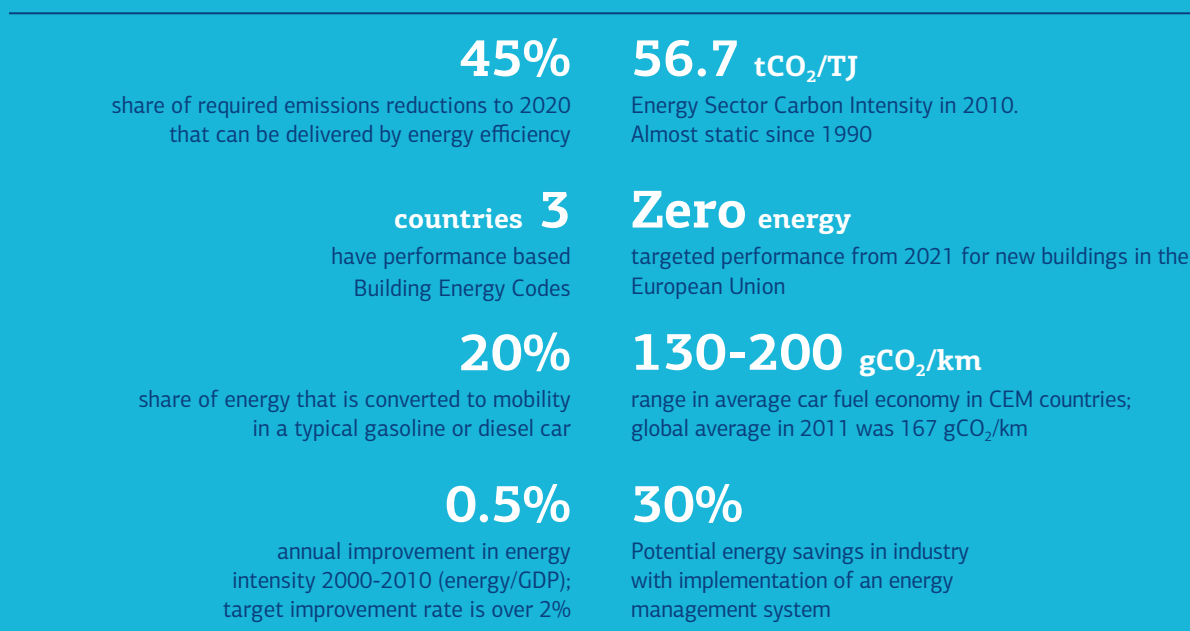 45%
share of required emissions reductions to 2020
that can be delivered by energy efficiency
56.7 tCO₂/TJ
Energy Sector Carbon Intensity in 2010.
Almost static since 1990
countries 3
have performance based
Building Energy Codes
Zero energy
targeted performance from 2021 for new buildings in the
European Union
20%
share of energy that is converted to mobility
in a typical gasoline or diesel car
130-200 gCO₂/km
range in average car fuel economy in CEM countries;
global average in 2011 was 167 gCO₂/km
0.5%
annual improvement in energy
intensity 2000-2010 (energy/GDP);
target improvement rate is over 2%
30%
Potential energy savings in industry
with implementation of an energy
management system